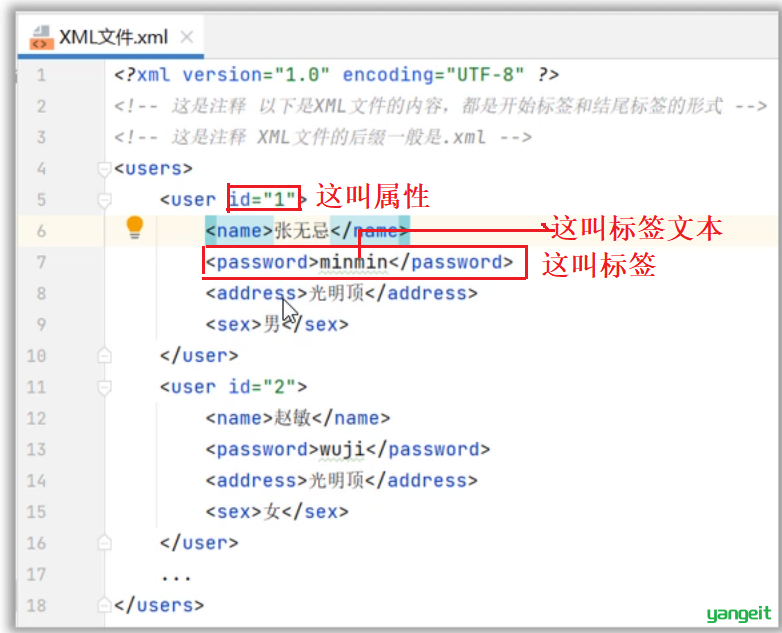 XML文件.xml
1 <?xml version="1.0" encoding="UTF-8" ?>
2 <!-- 这是注释 以下是XML文件的内容，都是开始标签和结尾标签的形式 -->
3 <!-- 这是注释 XML文件的后缀一般是.xml -->
4 <users>
5 <user id="1"> 这叫属性
6 <name>张无忌</name> 这叫标签文本
7 <password>minmin</password> 这叫标签
8 <address>光明顶</address>
9 <sex>男</sex>
10 </user>
11 <user id="2">
12 <name>赵敏</name>
13 <password>wuji</password>
14 <address>光明顶</address>
15 <sex>女</sex>
16 </user>
17 ...
18 </users>
yangeit